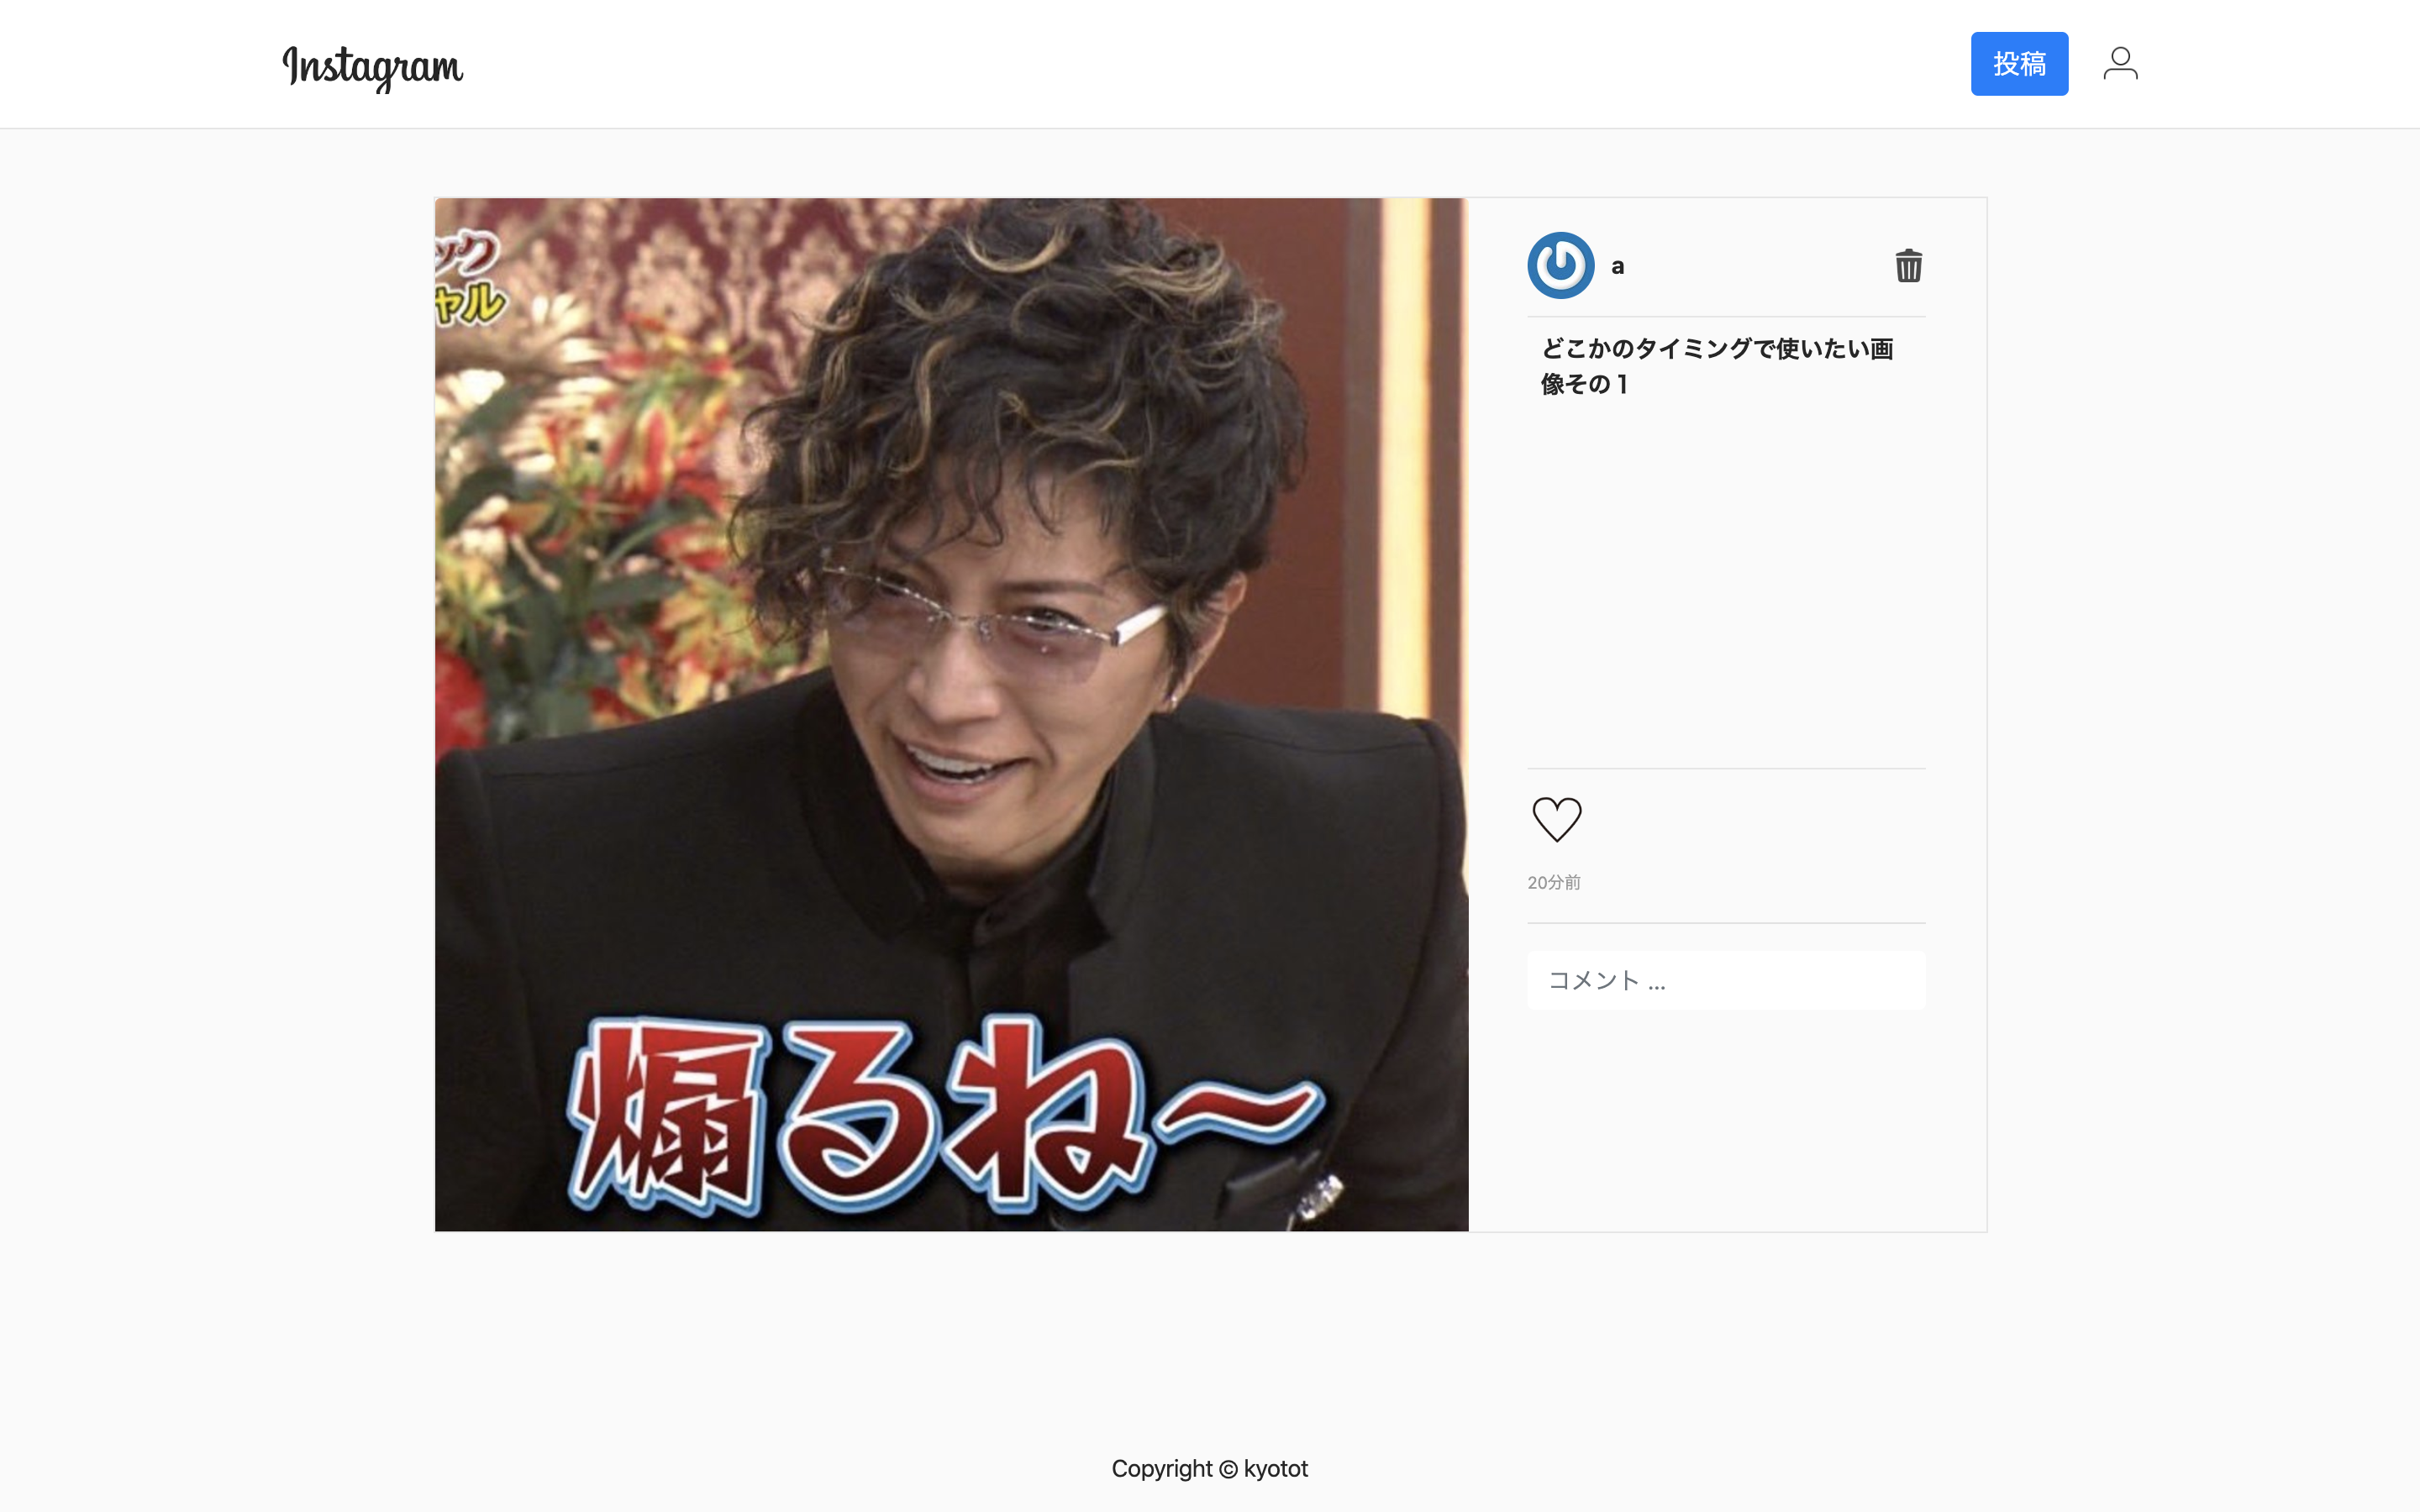 Instagram
投稿
ック
ャル
煽るね〜
a
どこかのタイミングで使いたい画
像その１
20分前
コメント ...
Copyright © kyotot